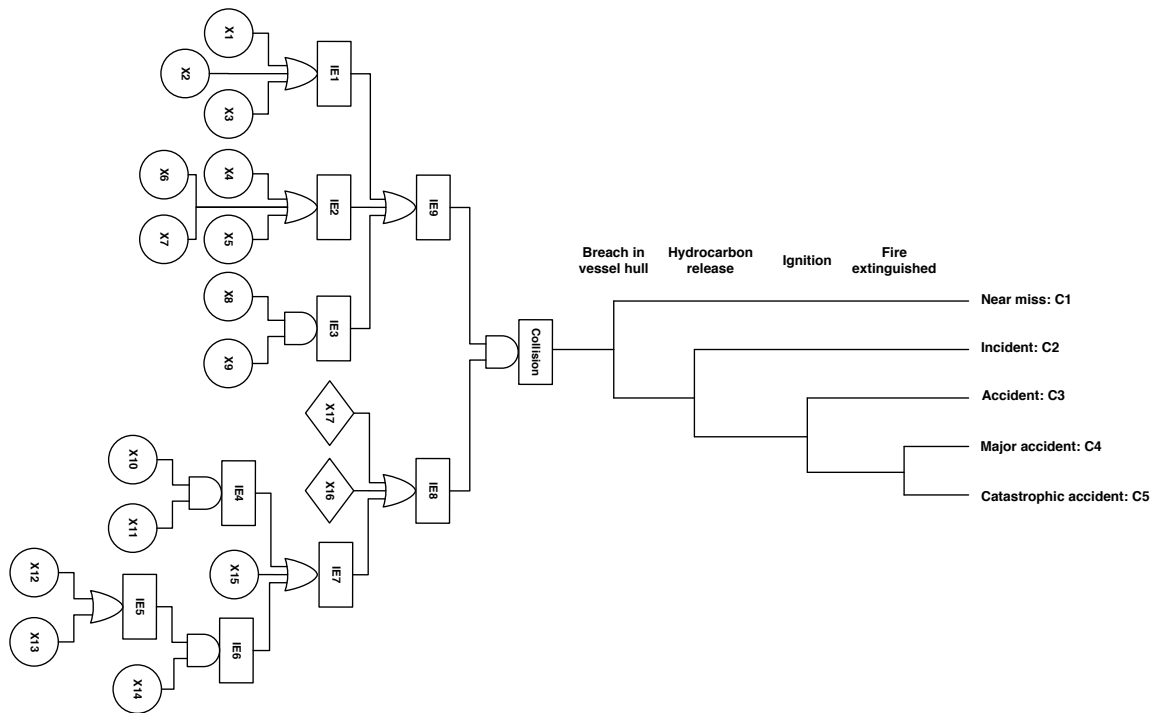 X1
X2
X3
IE1
X6
X7
X4
X5
IE2
IE9
X8
X9
IE3
Collision
X17
X16
IE8
X10
X11
IE4
X15
IE7
X12
X13
IE5
X14
IE6
Breach in
vessel hull
Hydrocarbon
release
Ignition
Fire
extinguished
Near miss: C1
Incident: C2
Accident: C3
Major accident: C4
Catastrophic accident: C5